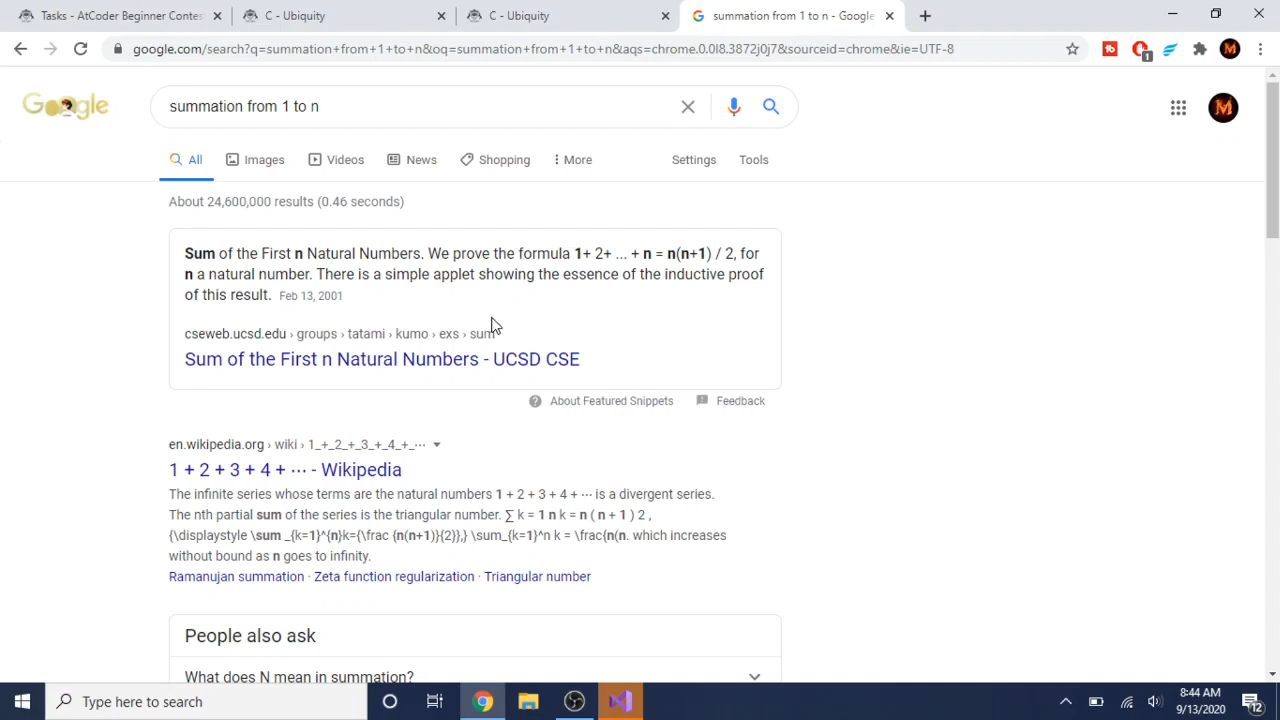 Tasks - AtCoder Beginner Contes
C - Ubiquity
C - Ubiquity
summation from 1 to n - Google
google.com/search?q=summation+from+1+to+n&oq=summation+from+1+to+n&aqs=chrome.0.0l8.3872j0j7&sourceid=chrome&ie=UTF-8
1
M
Google
summation from 1 to n
M
All
Images
Videos
News
Shopping
More
Settings
Tools
About 24,600,000 results (0.46 seconds)
Sum of the First n Natural Numbers. We prove the formula 1+ 2+ ... + n = n(n+1) / 2, for
n a natural number. There is a simple applet showing the essence of the inductive proof
of this result. Feb 13, 2001
cseweb.ucsd.edu › groups › tatami › kumo › exs › sum
Sum of the First n Natural Numbers - UCSD CSE
About Featured Snippets
Feedback
en.wikipedia.org › wiki › 1_+_2_+_3_+_4_+_···
1 + 2 + 3 + 4 + ⋯ - Wikipedia
The infinite series whose terms are the natural numbers 1 + 2 + 3 + 4 + ⋯ is a divergent series.
The nth partial sum of the series is the triangular number. ∑ k = 1 n k = n ( n + 1 ) 2 ,
{\displaystyle \sum _{k=1}^{n}k={\frac {n(n+1)}{2}},} \sum_{k=1}^n k = \frac{n(n. which increases
without bound as n goes to infinity.
Ramanujan summation · Zeta function regularization · Triangular number
People also ask
What does N mean in summation?
Type here to search
8:44 AM
9/13/2020
12